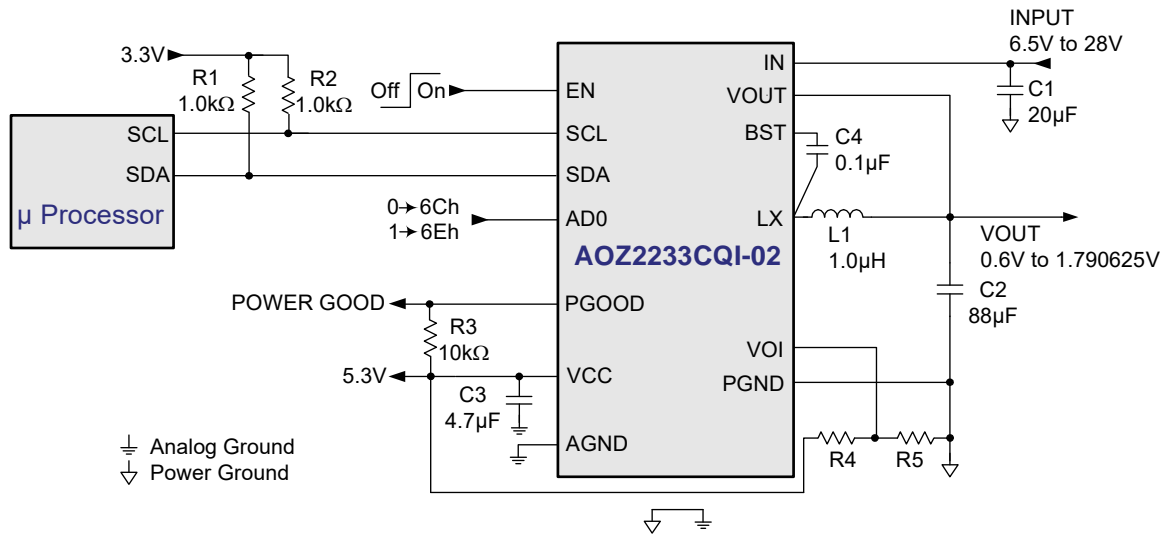 INPUT
6.5V to 28V
3.3V
R1
1.0kΩ
R2
1.0kΩ
Off
On
EN
IN
C1
20µF
VOUT
SCL
SCL
BST
C4
0.1µF
SDA
SDA
µ Processor
0→6Ch
1→6Eh
AD0
LX
L1
1.0µH
AOZ2233CQI-02
VOUT
0.6V to 1.790625V
C2
88µF
POWER GOOD
PGOOD
R3
10kΩ
VOI
5.3V
VCC
PGND
C3
4.7µF
AGND
R4
R5
Analog Ground
Power Ground